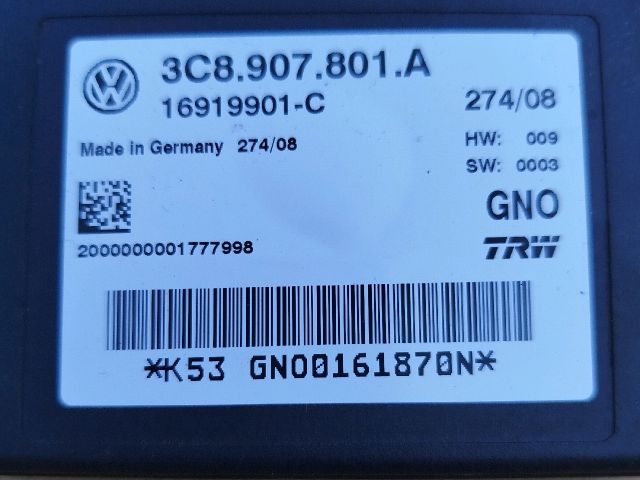 3C8.907.801.A
16919901-C 274/08
Made in Germany 274/08 HW: 009
SW: 0003
GNO
2000000001777998 TRW
*K53 GNO0161870N*